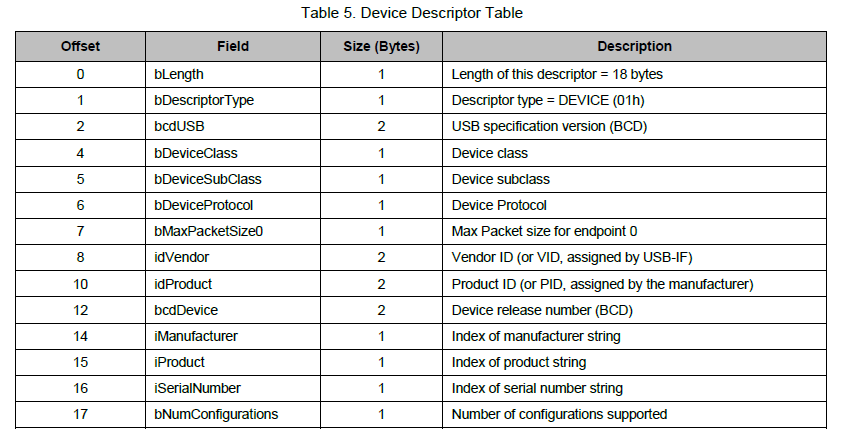 Table 5. Device Descriptor Table
Offset Field Size (Bytes) Description
0 bLength 1 Length of this descriptor = 18 bytes
1 bDescriptorType 1 Descriptor type = DEVICE (01h)
2 bcdUSB 2 USB specification version (BCD)
4 bDeviceClass 1 Device class
5 bDeviceSubClass 1 Device subclass
6 bDeviceProtocol 1 Device Protocol
7 bMaxPacketSize0 1 Max Packet size for endpoint 0
8 idVendor 2 Vendor ID (or VID, assigned by USB-IF)
10 idProduct 2 Product ID (or PID, assigned by the manufacturer)
12 bcdDevice 2 Device release number (BCD)
14 iManufacturer 1 Index of manufacturer string
15 iProduct 1 Index of product string
16 iSerialNumber 1 Index of serial number string
17 bNumConfigurations 1 Number of configurations supported